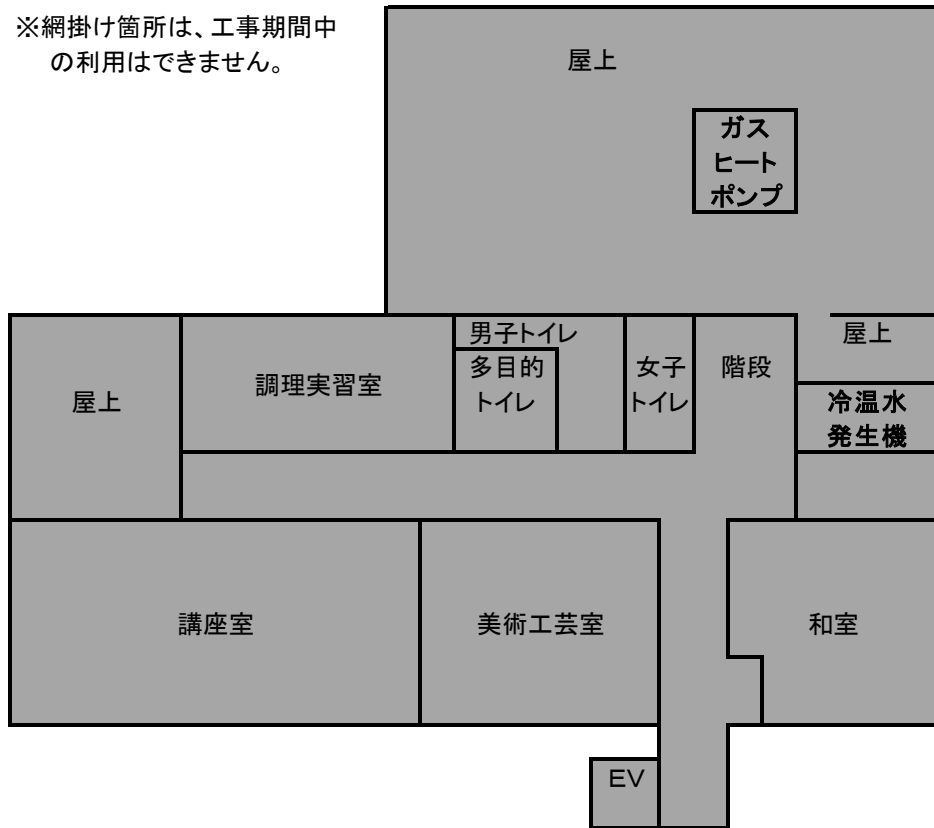 ※網掛け箇所は、工事期間中
の利用はできません。
屋上
ガス
ヒート
ポンプ
屋上
調理実習室
男子トイレ
多目的
トイレ
女子
トイレ
階段
屋上
冷温水
発生機
講座室
美術工芸室
和室
EV